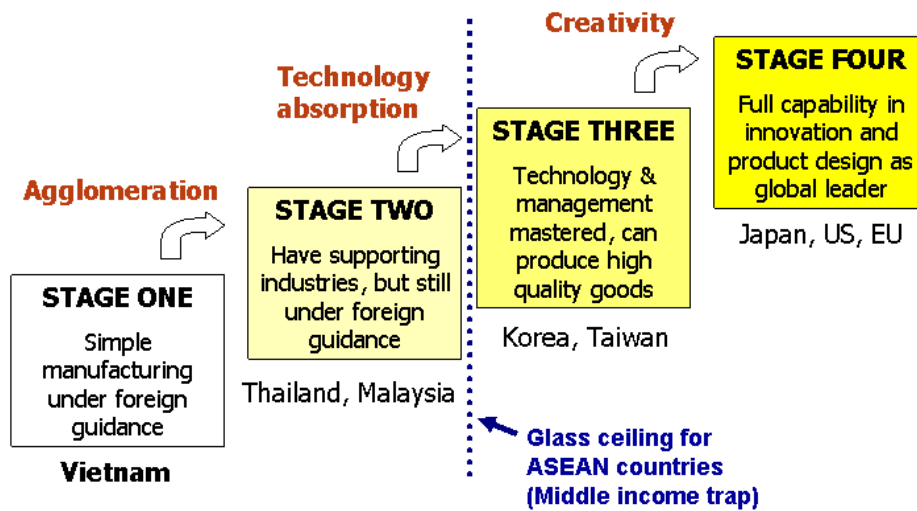 Creativity
STAGE FOUR
Full capability in
innovation and
product design as
global leader
Japan, US, EU
Technology
absorption
STAGE THREE
Technology &
management
mastered, can
produce high
quality goods
Korea, Taiwan
Agglomeration
STAGE TWO
Have supporting
industries, but still
under foreign
guidance
Thailand, Malaysia
STAGE ONE
Simple
manufacturing
under foreign
guidance
Vietnam
Glass ceiling for
ASEAN countries
(Middle income trap)